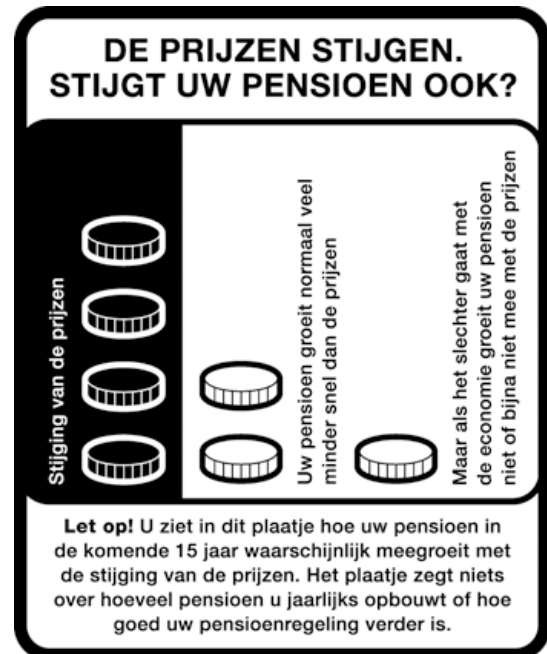 DE PRIJZEN STIJGEN.
STIJGT UW PENSIOEN OOK?
Stijging van de prijzen
Uw pensioen groeit normaal veel
minder snel dan de prijzen
Maar als het slechter gaat met
de economie groeit uw pensioen
niet of bijna niet mee met de prijzen
Let op! U ziet in dit plaatje hoe uw pensioen in
de komende 15 jaar waarschijnlijk meegroeit met
de stijging van de prijzen. Het plaatje zegt niets
over hoeveel pensioen u jaarlijks opbouwt of hoe
goed uw pensioenregeling verder is.